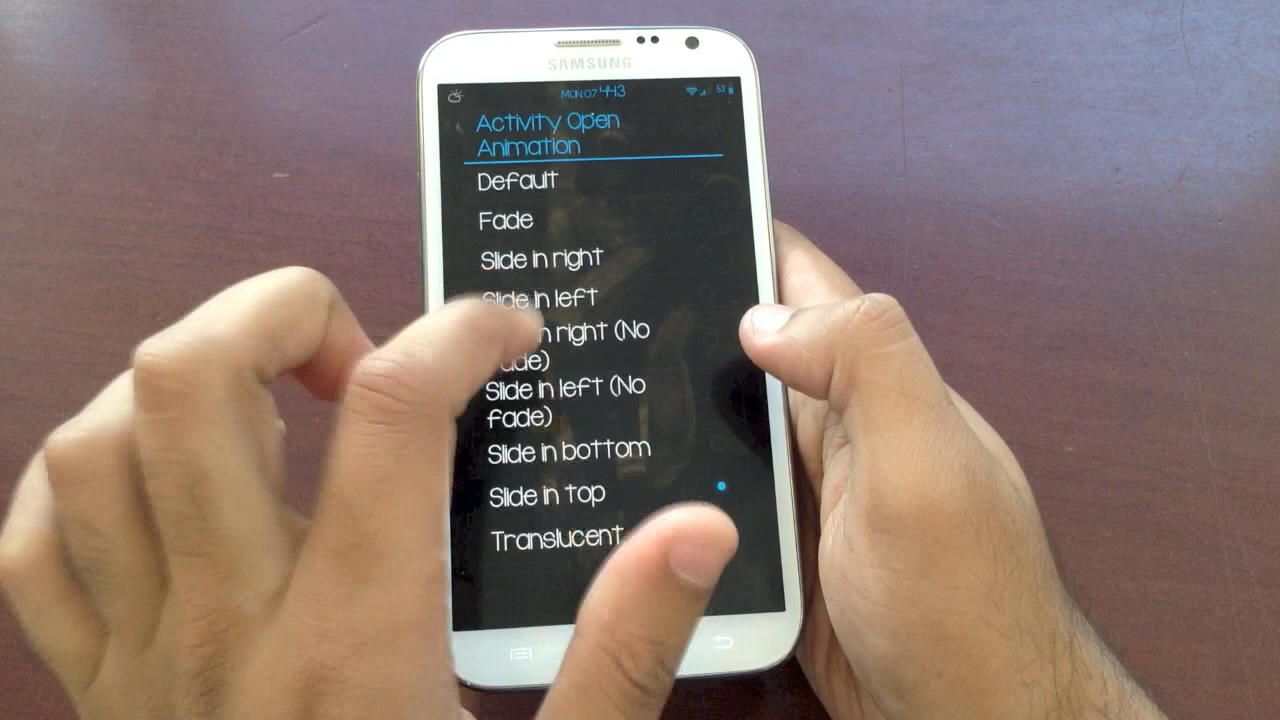 SAMSUNG
MON 07 4:43
52
Activity Open
Animation
Default
Fade
Slide in right
Slide in left
in right (No
fade)
Slide in left (No
fade)
Slide in bottom
Slide in top
Translucent